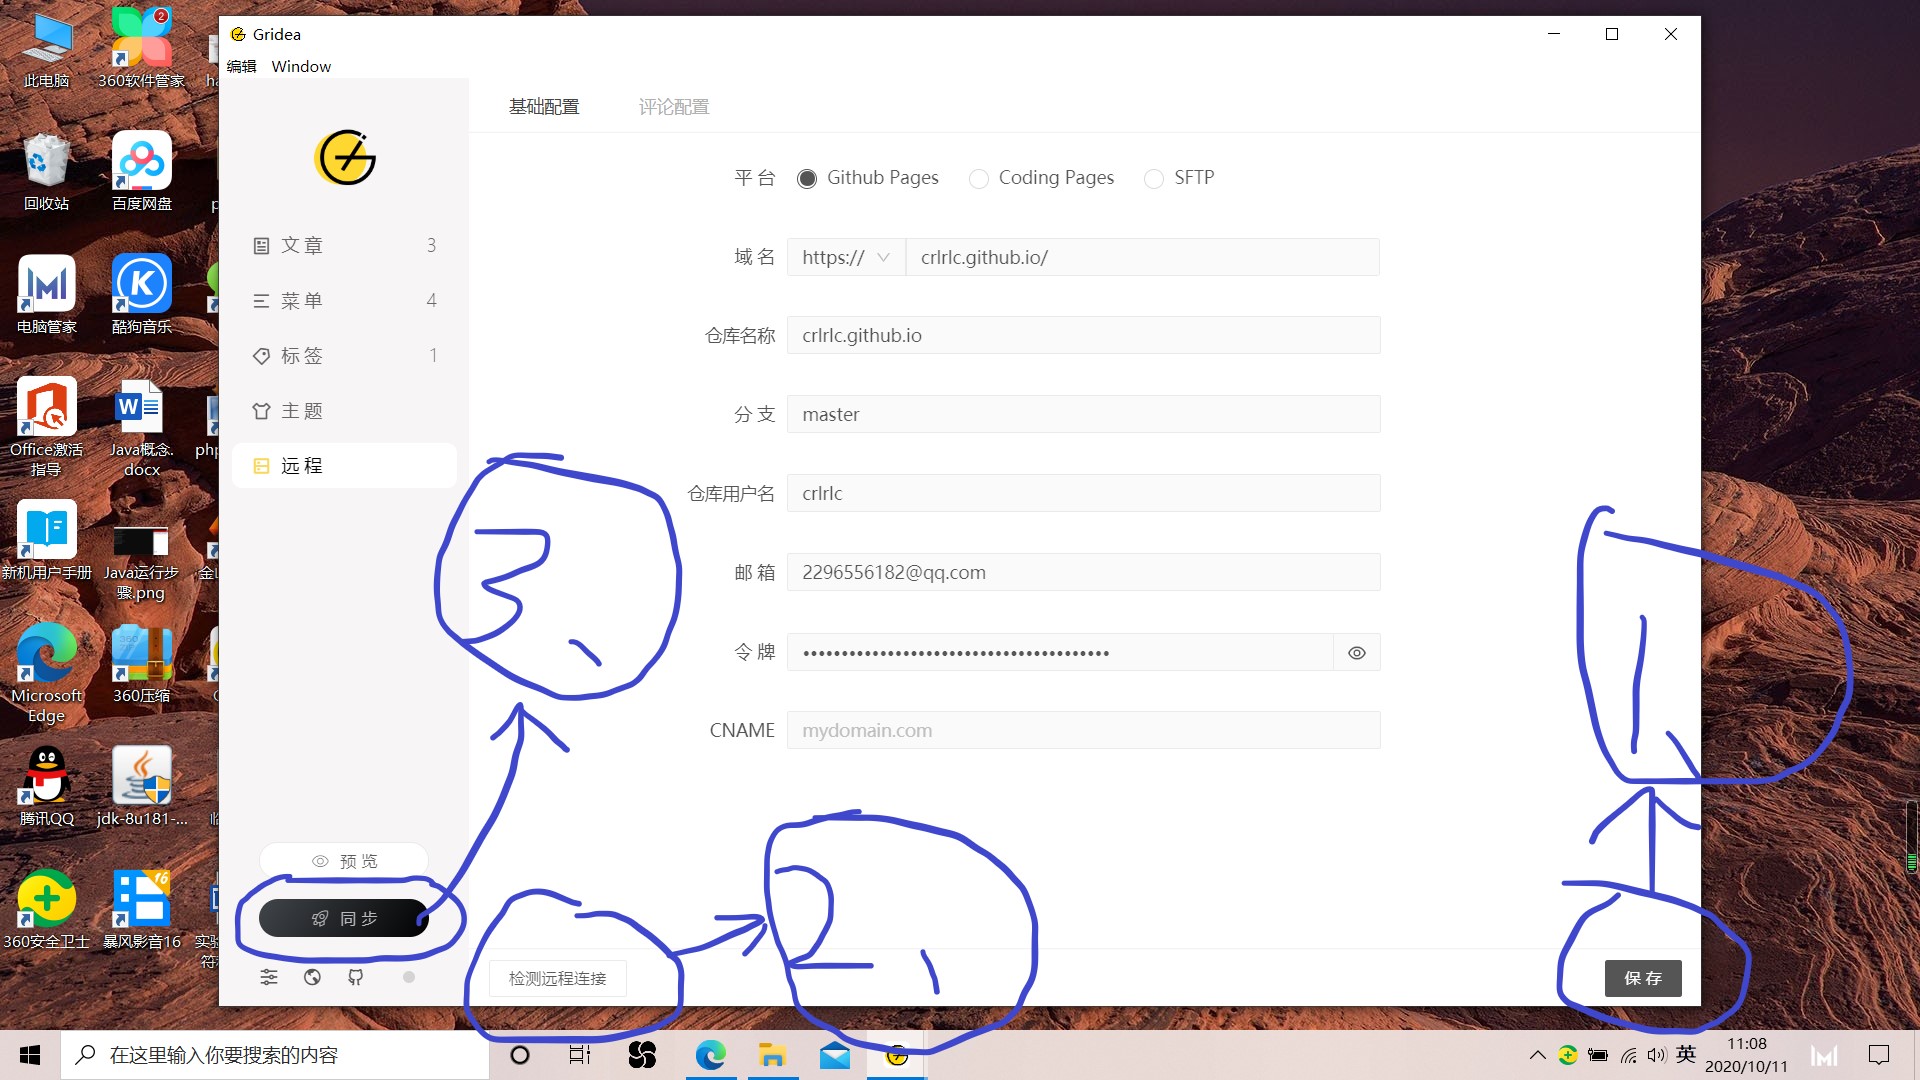 此电脑
360软件管家
2
回收站
百度网盘
电脑管家
酷狗音乐
Office激活
指导
Java概念.
docx
php
新机用户手册
Java运行步
骤.png
Microsoft
Edge
360压缩
腾讯QQ
jdk-8u181-...
360安全卫士
暴风影音16
实验
符
Gridea
编辑 Window
文章 3
菜单 4
标签 1
主题
远程
预览
同步
基础配置 评论配置
平台 Github Pages Coding Pages SFTP
域名 https:// crlrlc.github.io/
仓库名称 crlrlc.github.io
分支 master
仓库用户名 crlrlc
邮箱 2296556182@qq.com
令牌 ••••••••••••••••••••••••••••••••••••••••
CNAME mydomain.com
检测远程连接
保存
3、
2、
1、
在这里输入你要搜索的内容
英
11:08
2020/10/11